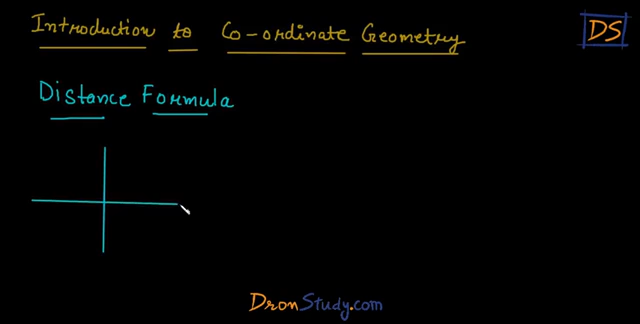 Introduction to Co-ordinate Geometry
DS
Distance Formula
DronStudy.com